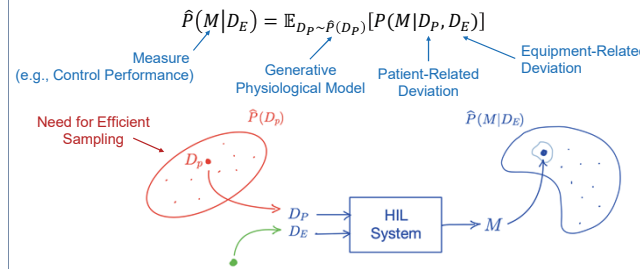 P̂(M|D_E) = 𝔼_{D_P~P̂(D_P)}[P(M|D_P, D_E)]
Measure
(e.g., Control Performance)
Generative
Physiological Model
Patient-Related
Deviation
Equipment-Related
Deviation
Need for Efficient
Sampling
P̂(D_p)
P̂(M|D_E)
D_p
D_P
D_E
HIL
System
M